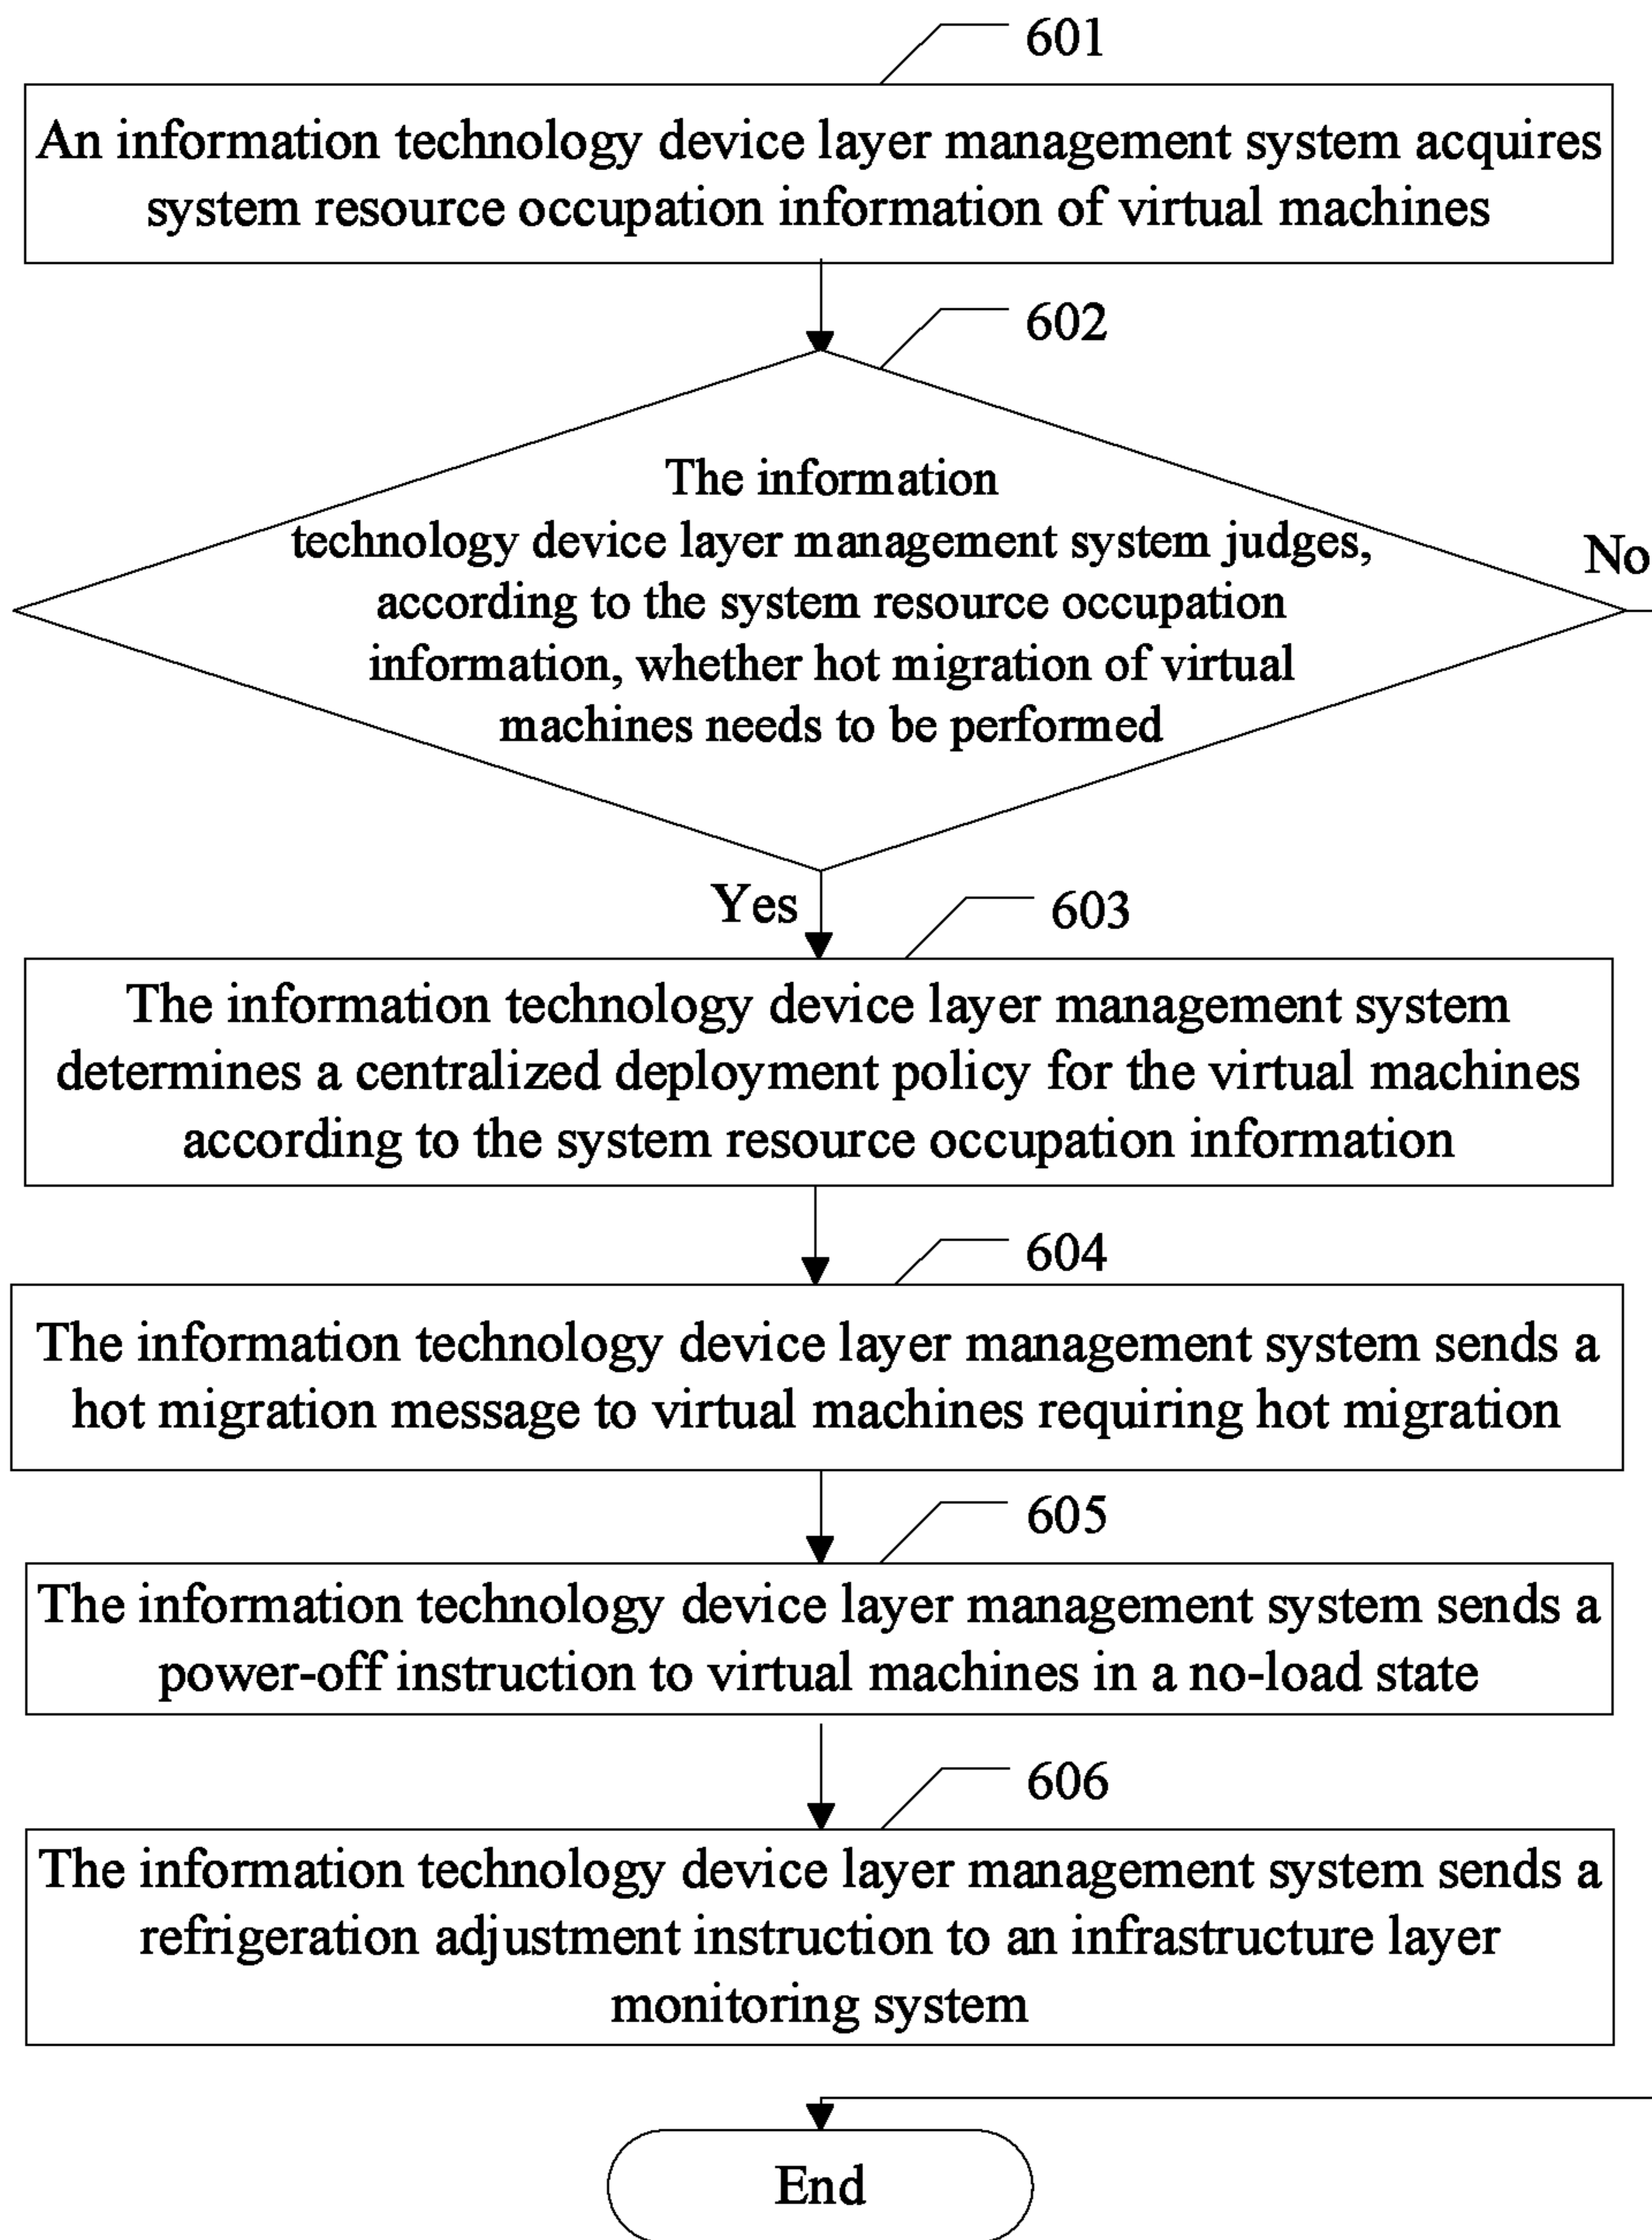 601
An information technology device layer management system acquires
system resource occupation information of virtual machines
602
The information
technology device layer management system judges,
according to the system resource occupation
information, whether hot migration of virtual
machines needs to be performed
No
Yes
603
The information technology device layer management system
determines a centralized deployment policy for the virtual machines
according to the system resource occupation information
604
The information technology device layer management system sends a
hot migration message to virtual machines requiring hot migration
605
The information technology device layer management system sends a
power-off instruction to virtual machines in a no-load state
606
The information technology device layer management system sends a
refrigeration adjustment instruction to an infrastructure layer
monitoring system
End